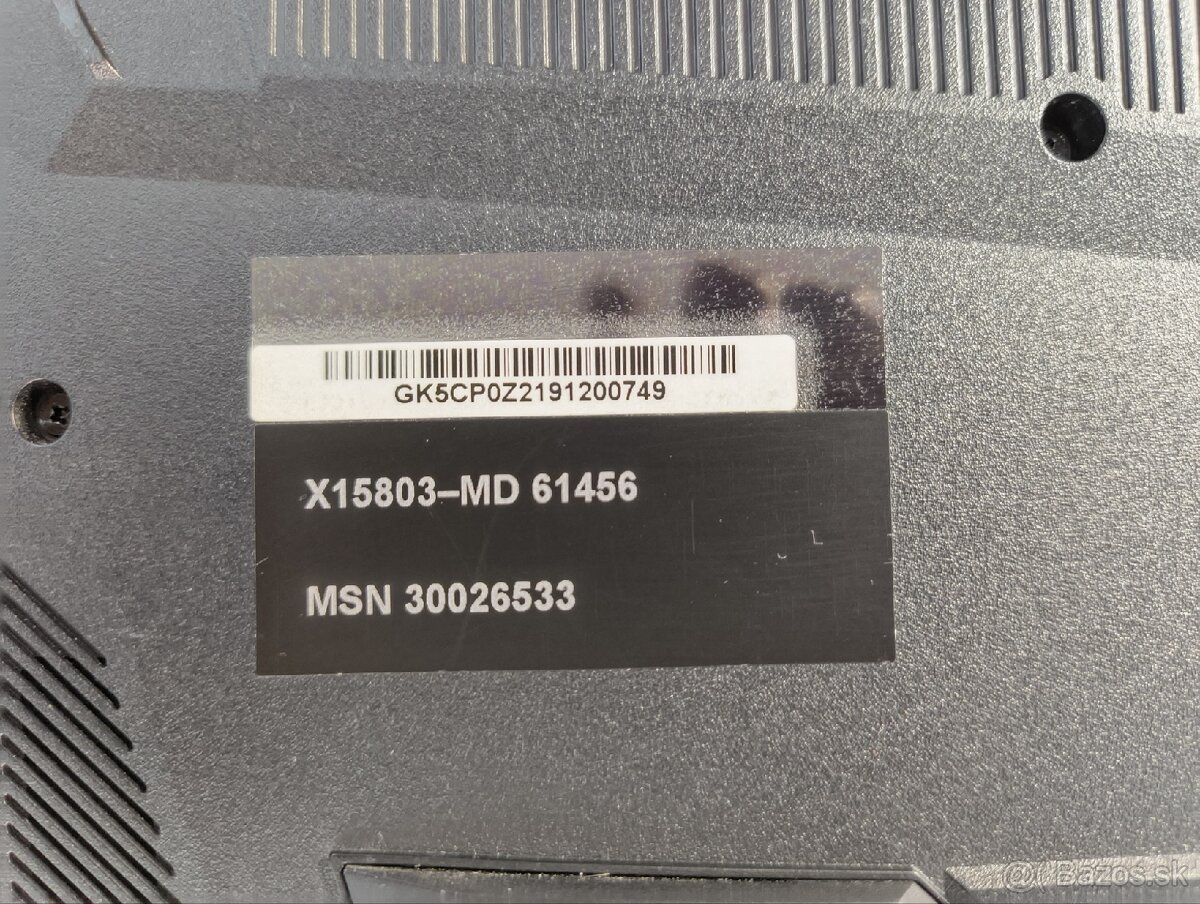 GK5CP0Z2191200749
X15803–MD 61456
MSN 30026533
@ Bazos.sk